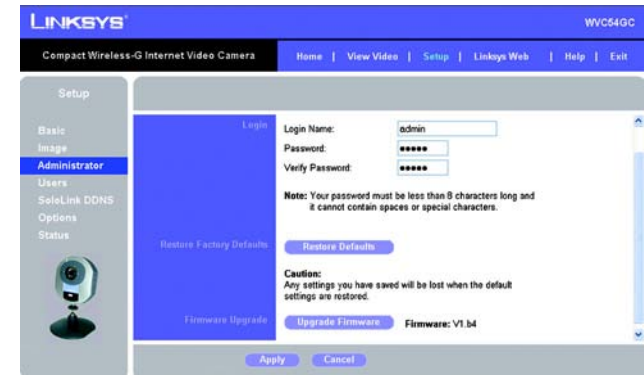 LINKSYS®
WVC54GC
Compact Wireless-G Internet Video Camera
Home | View Video | Setup | Linksys Web | Help | Exit
Setup
Basic
Image
Administrator
Users
SoloLink DDNS
Options
Status
Login
Login Name: admin
Password: •••••
Verify Password: •••••
Note: Your password must be less than 8 characters long and
it cannot contain spaces or special characters.
Restore Factory Defaults
Restore Defaults
Caution:
Any settings you have saved will be lost when the default
settings are restored.
Firmware Upgrade
Upgrade Firmware Firmware: V1.b4
Apply Cancel